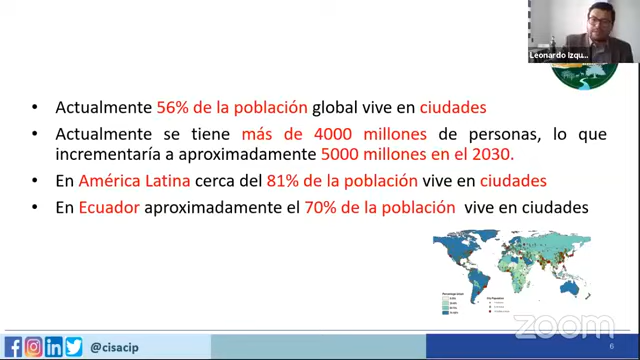 Leonardo Izqu...
• Actualmente 56% de la población global vive en ciudades
• Actualmente se tiene más de 4000 millones de personas, lo que
incrementaría a aproximadamente 5000 millones en el 2030.
• En América Latina cerca del 81% de la población vive en ciudades
• En Ecuador aproximadamente el 70% de la población vive en ciudades
@cisacip
zoom
6